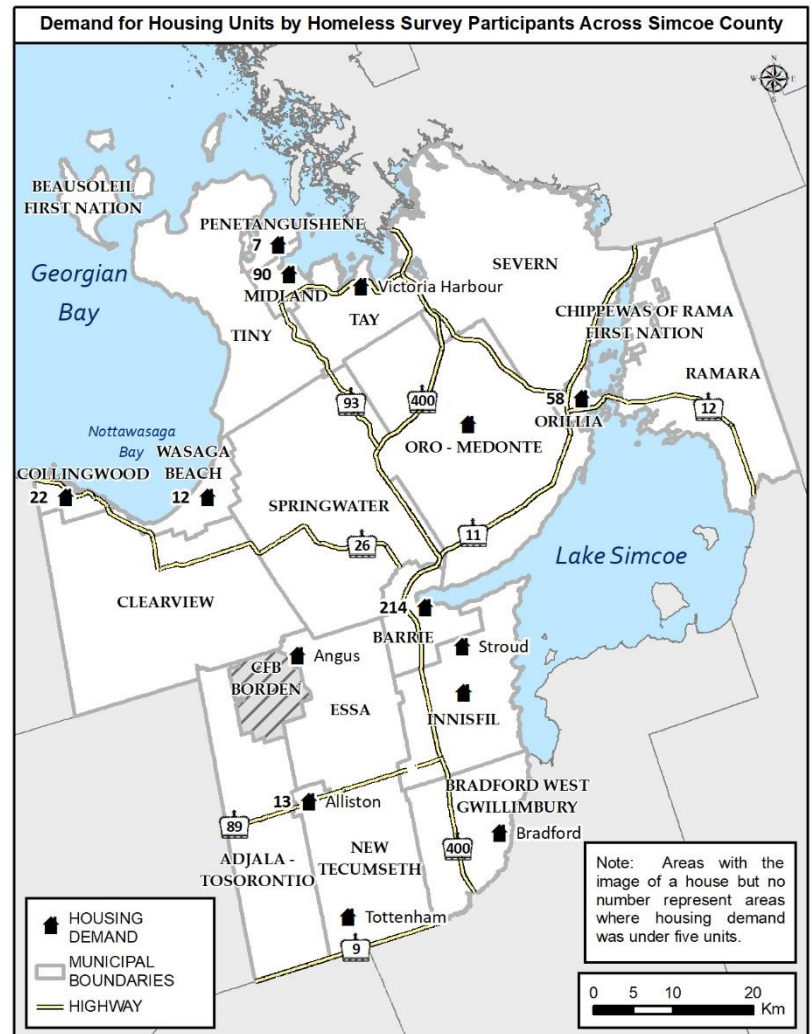 Demand for Housing Units by Homeless Survey Participants Across Simcoe County
N
W
E
S
BEAUSOLEIL
FIRST NATION
PENETANGUISHENE
7
Georgian
Bay
90
MIDLAND
Victoria Harbour
SEVERN
TAY
TINY
CHIPPEWAS OF RAMA
FIRST NATION
RAMARA
93
400
58
ORILLIA
12
ORO - MEDONTE
Nottawasaga
Bay
WASAGA
BEACH
COLLINGWOOD
22
12
SPRINGWATER
11
26
Lake Simcoe
CLEARVIEW
214
BARRIE
Stroud
Angus
CFB
BORDEN
ESSA
INNISFIL
BRADFORD WEST
GWILLIMBURY
13
Alliston
89
Bradford
400
NEW
TECUMSETH
ADJALA -
TOSORONTIO
Tottenham
9
Note: Areas with the
image of a house but no
number represent areas
where housing demand
was under five units.
HOUSING
DEMAND
MUNICIPAL
BOUNDARIES
HIGHWAY
0 5 10 20
Km